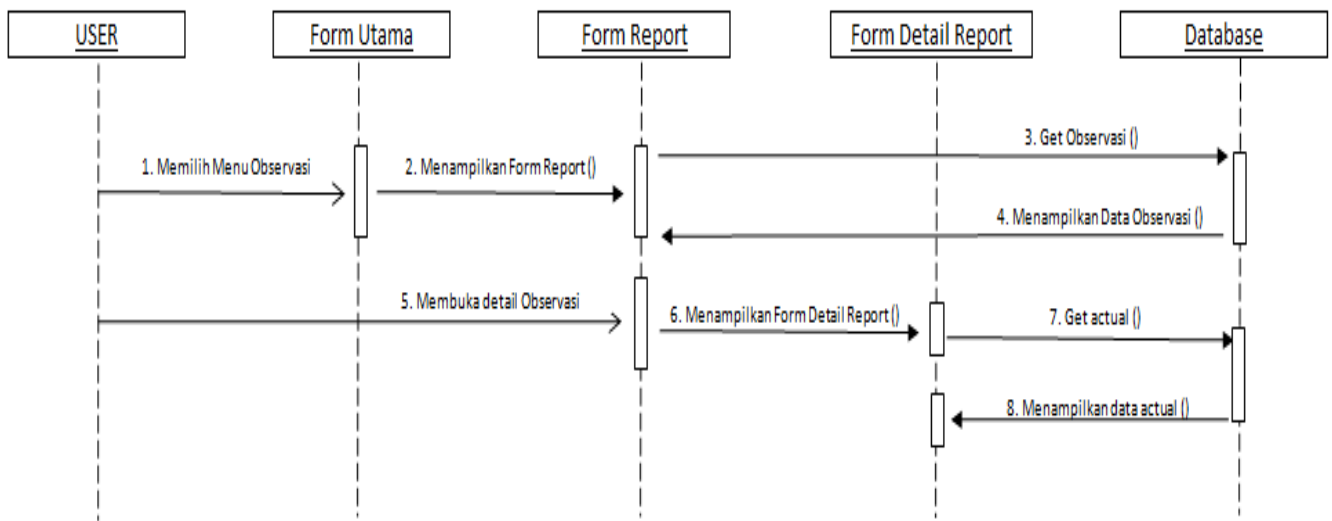 USER
Form Utama
Form Report
Form Detail Report
Database
1. Memilih Menu Observasi
2. Menampilkan Form Report ()
3. Get Observasi ()
4. Menampilkan Data Observasi ()
5. Membuka detail Observasi
6. Menampilkan Form Detail Report ()
7. Get actual ()
8. Menampilkan data actual ()